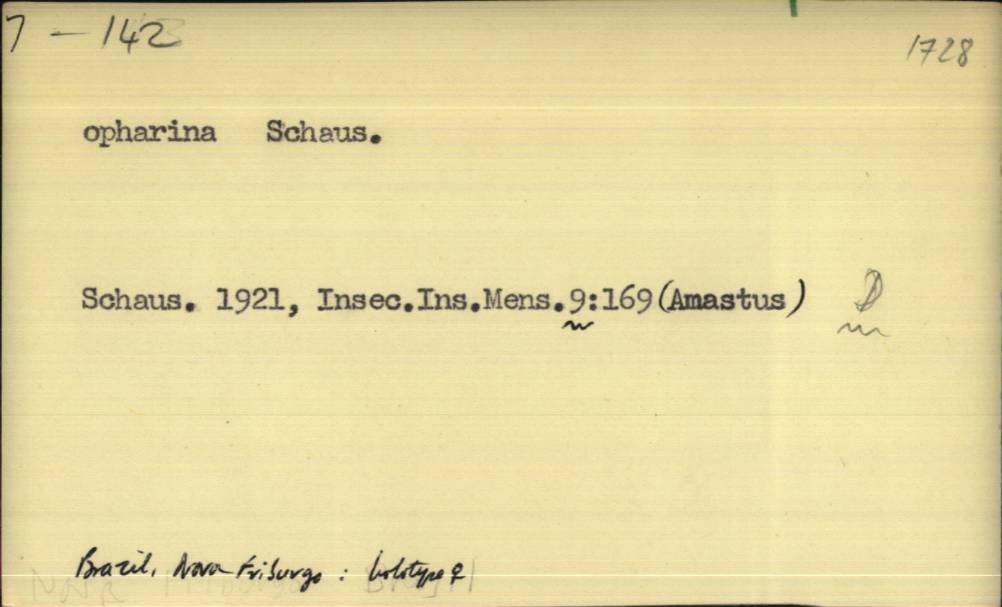 7 - 142
1728
opharina Schaus.
Schaus. 1921, Insec.Ins.Mens.9:169(Amastus)
Brazil, Nova Friburgo : holotype ♀